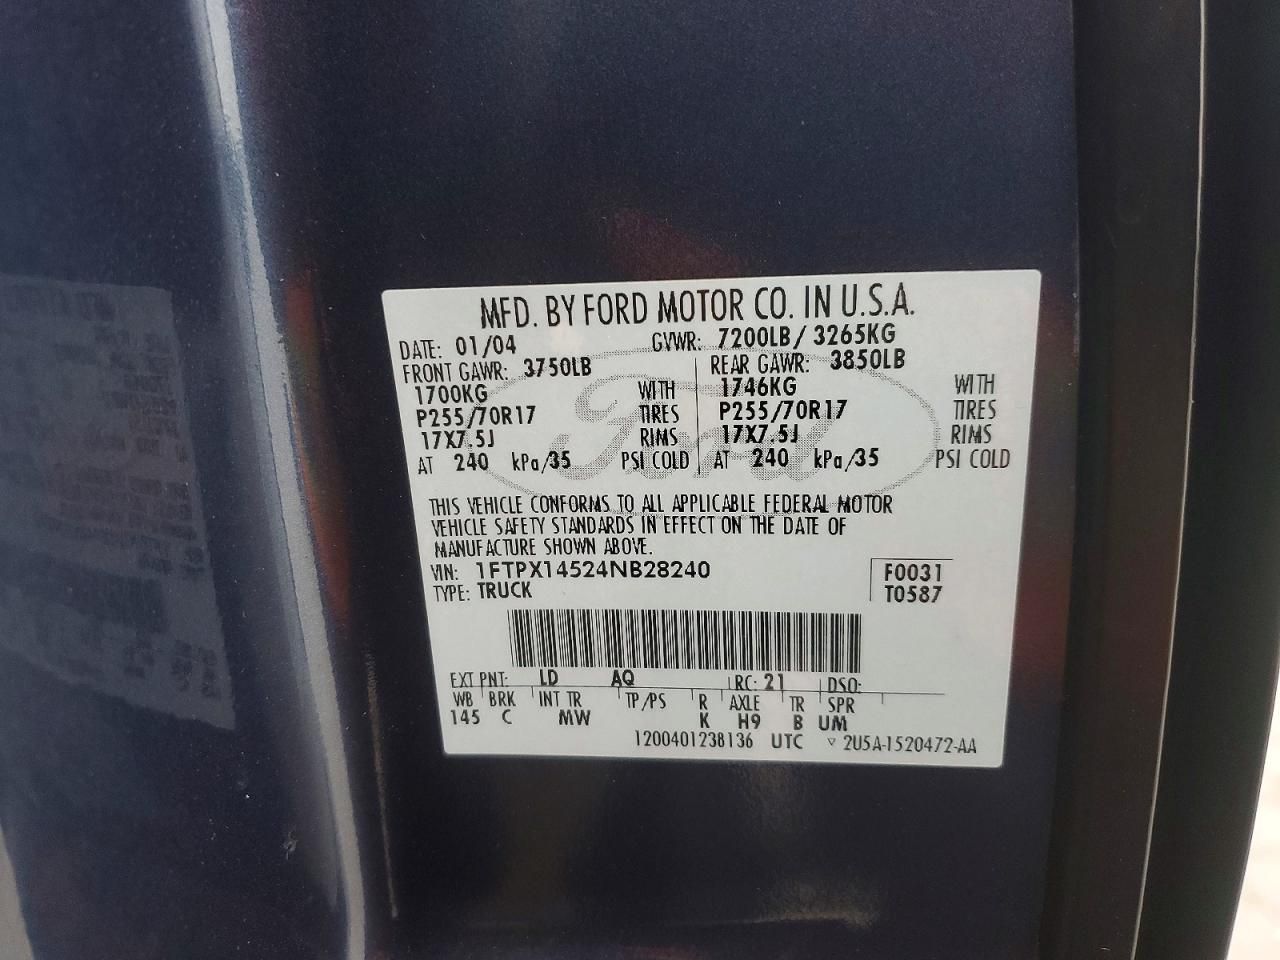 MFD. BY FORD MOTOR CO. IN U.S.A.
DATE: 01/04 GVWR: 7200LB/ 3265KG
FRONT GAWR: 3750LB REAR GAWR: 3850LB
1700KG WITH 1746KG WITH
P255/70R17 TIRES P255/70R17 TIRES
17X7.5J RIMS 17X7.5J RIMS
AT 240 kPa/35 PSI COLD AT 240 kPa/35 PSI COLD
Ford
THIS VEHICLE CONFORMS TO ALL APPLICABLE FEDERAL MOTOR
VEHICLE SAFETY STANDARDS IN EFFECT ON THE DATE OF
MANUFACTURE SHOWN ABOVE.
VIN: 1FTPX14524NB28240 F0031
TYPE: TRUCK T0587
EXT PNT: LD AQ RC: 21 DSO:
WB BRK INT TR TP/PS R AXLE TR SPR
145 C MW K H9 B UM
1200401238136 UTC ▽ 2U5A-1520472-AA